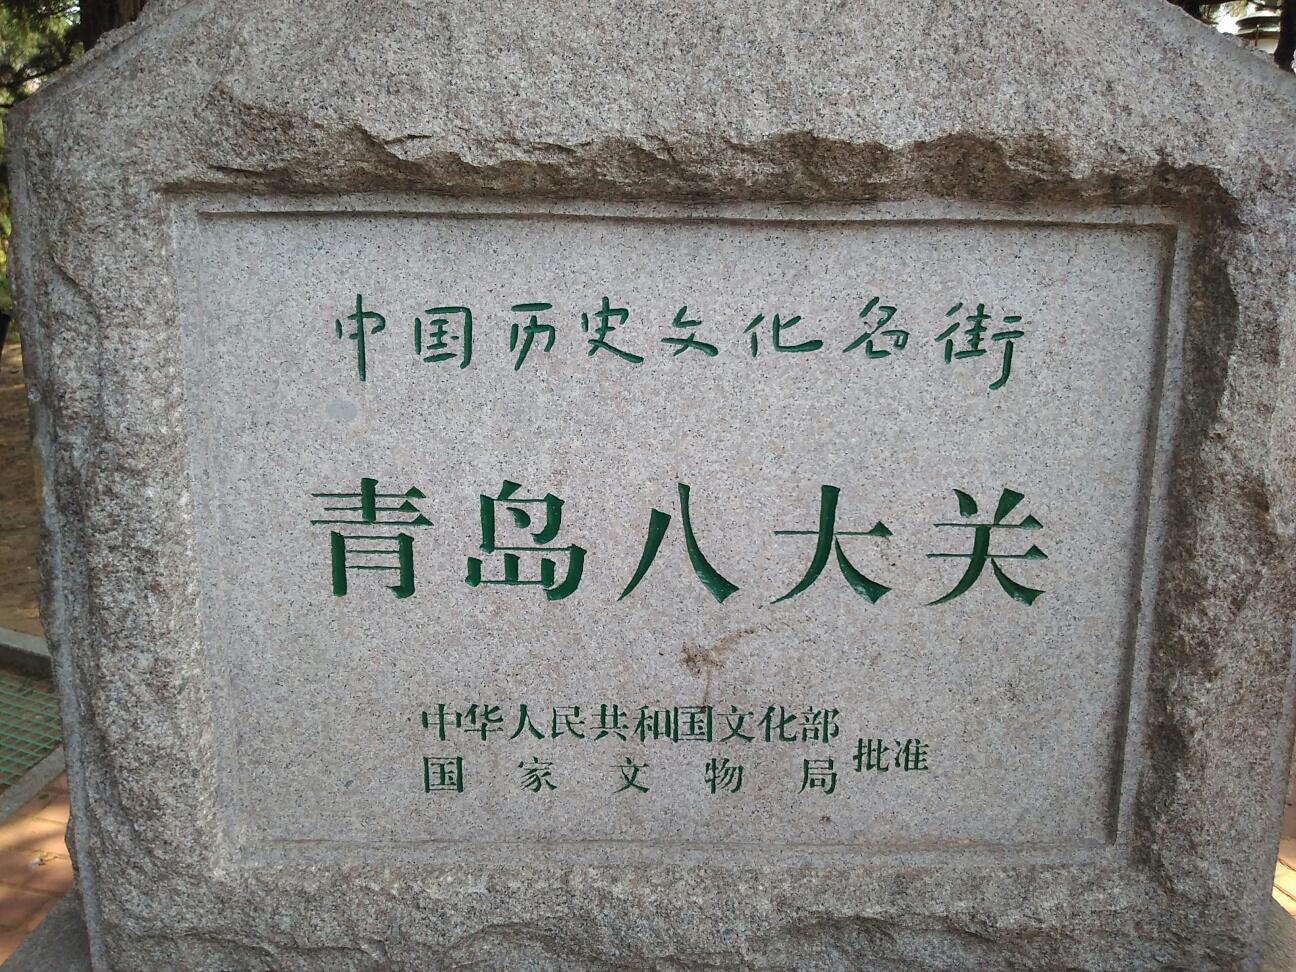 中国历史文化名街
青岛八大关
中华人民共和国文化部
国家文物局
批准